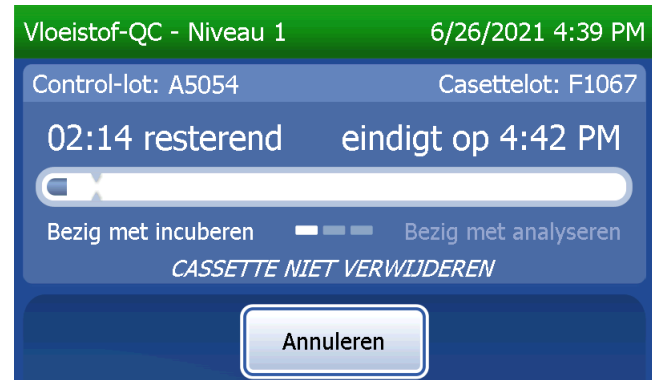 Vloeistof-QC - Niveau 1 6/26/2021 4:39 PM
Control-lot: A5054 Casettelot: F1067
02:14 resterend eindigt op 4:42 PM
Bezig met incuberen Bezig met analyseren
CASSETTE NIET VERWIJDEREN
Annuleren